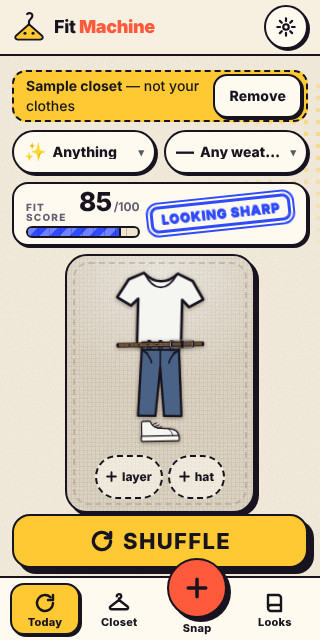 Fit Machine
Sample closet — not your
clothes
Remove
✨ Anything ▾
— Any weat... ▾
FIT
SCORE
85/100
LOOKING SHARP
+ layer
+ hat
SHUFFLE
Today
Closet
Snap
Looks